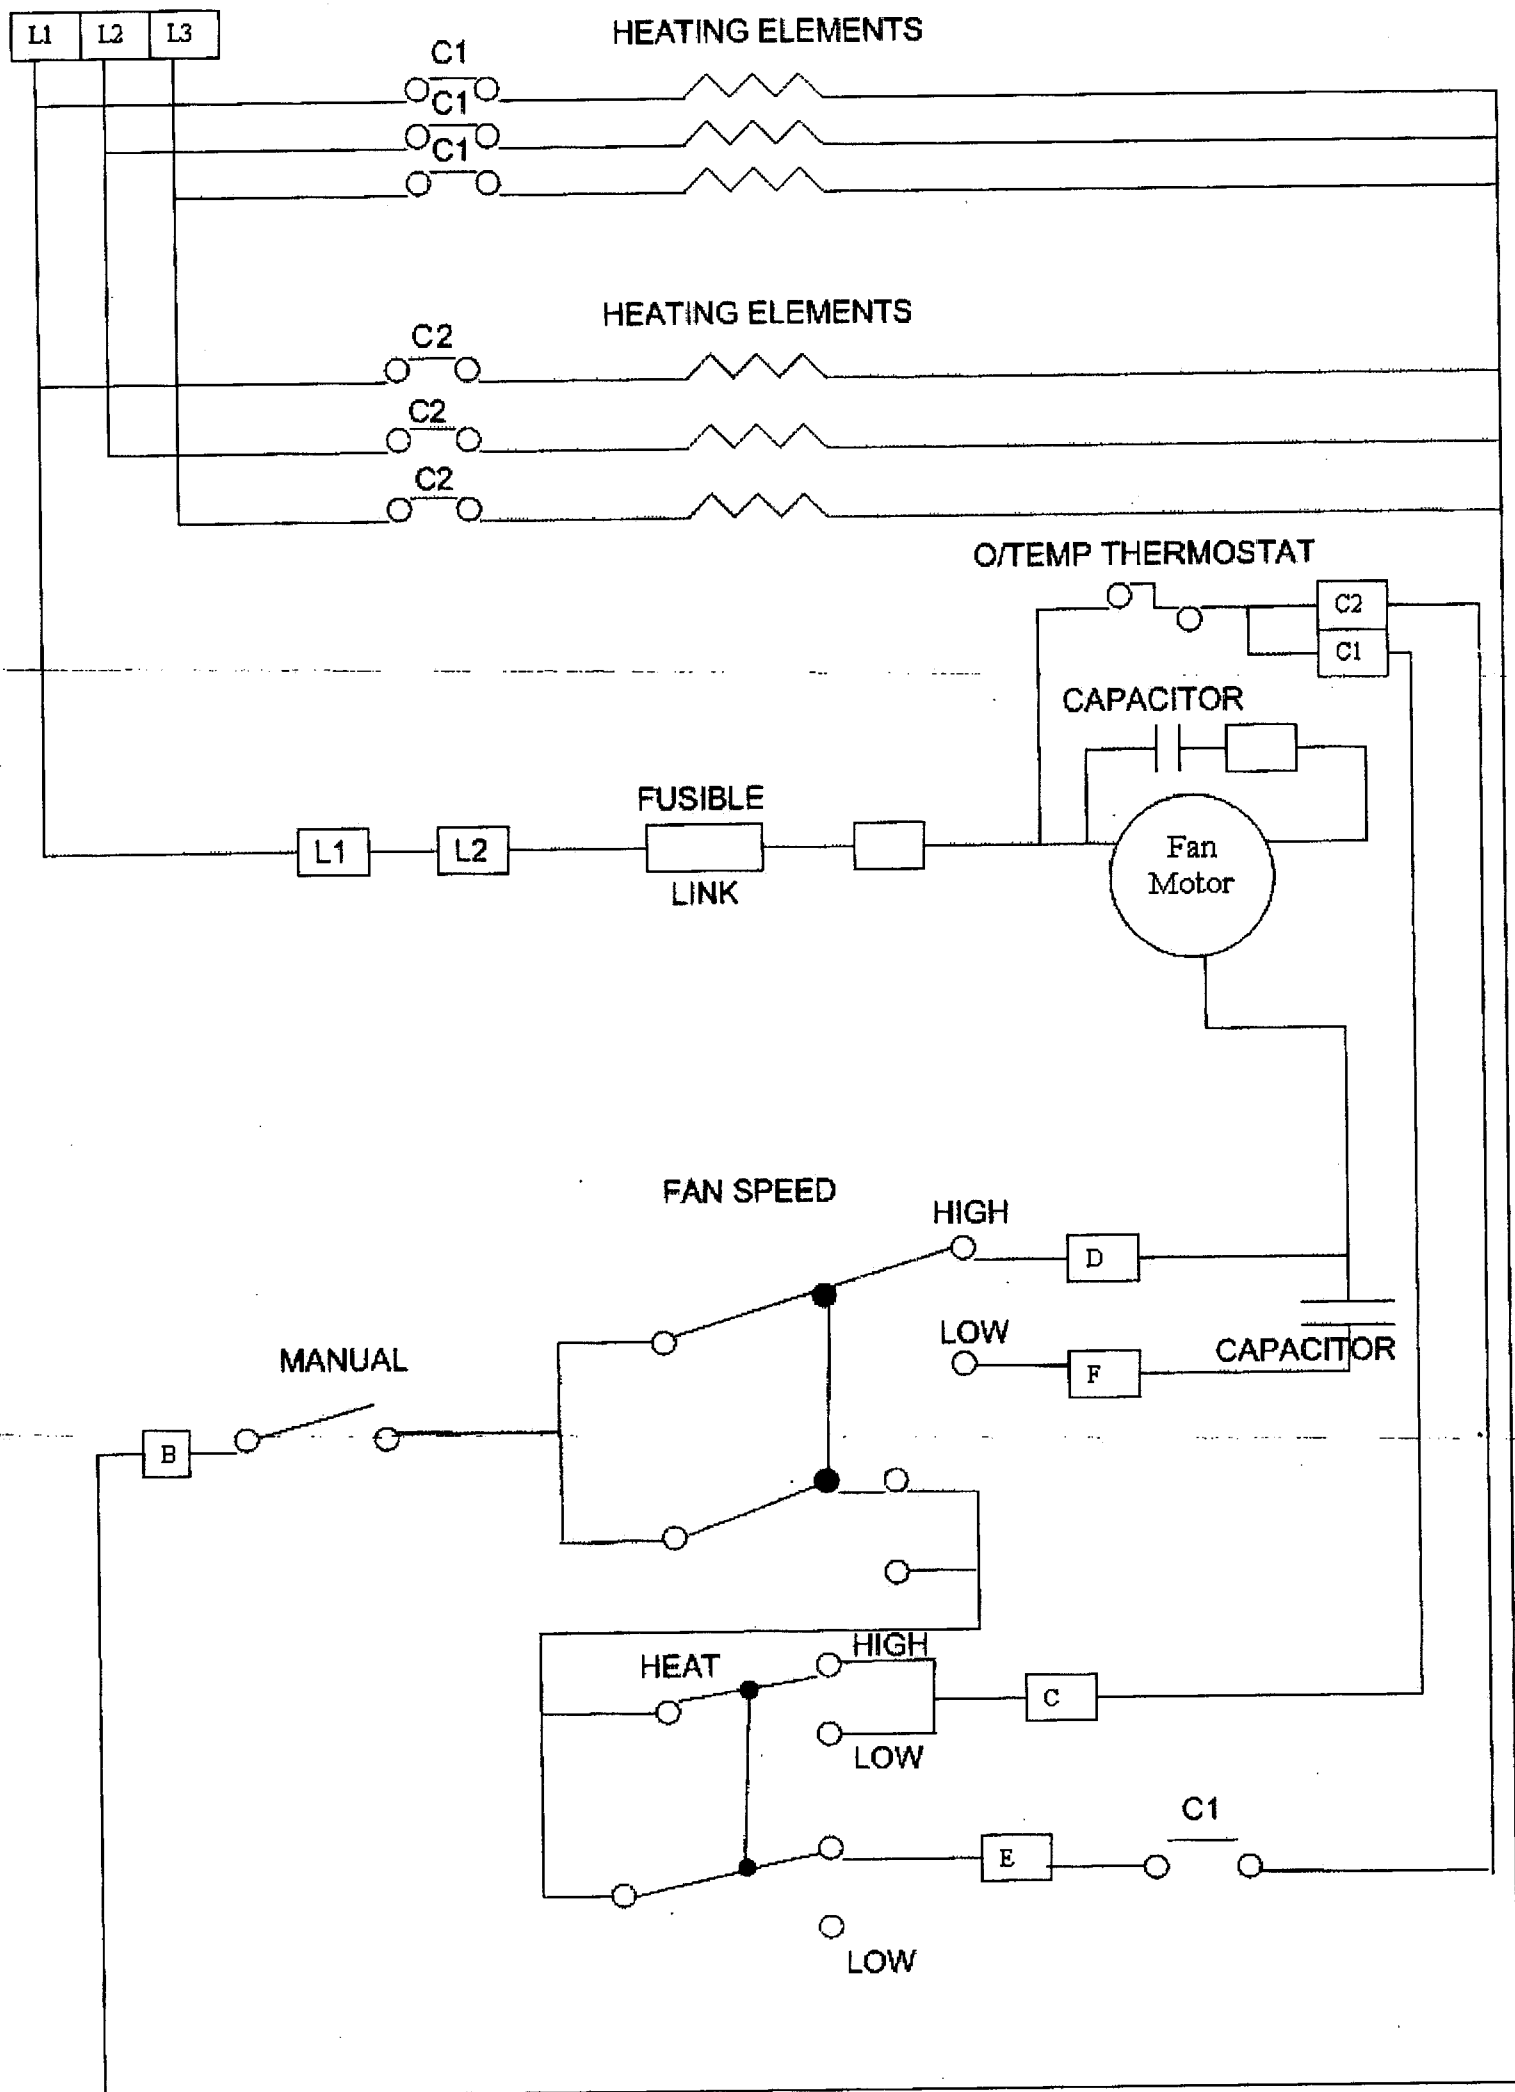 L1 L2 L3
HEATING ELEMENTS
C1
C1
C1
HEATING ELEMENTS
C2
C2
C2
O/TEMP THERMOSTAT
C2
C1
CAPACITOR
FUSIBLE
L1 L2
Fan
Motor
LINK
FAN SPEED
HIGH
D
LOW
CAPACITOR
MANUAL
F
B
HIGH
HEAT
C
LOW
C1
E
LOW